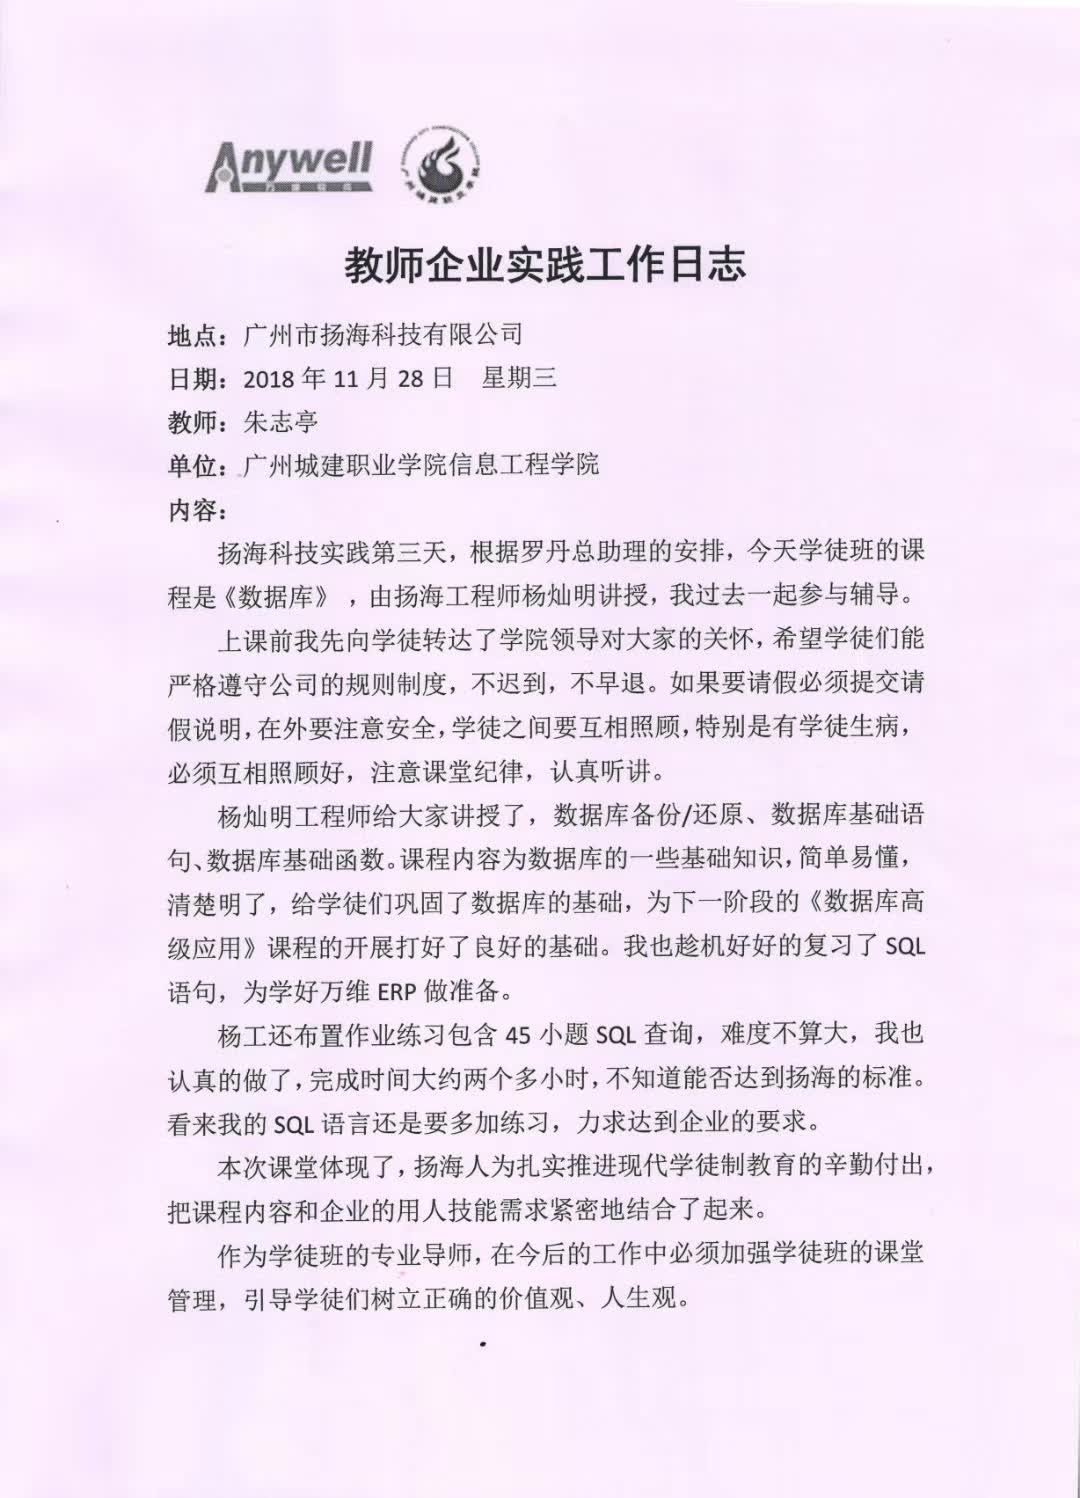 Anywell
教师企业实践工作日志
地点：广州市扬海科技有限公司
日期：2018 年 11 月 28 日 星期三
教师：朱志亭
单位：广州城建职业学院信息工程学院
内容：
扬海科技实践第三天，根据罗丹总助理的安排，今天学徒班的课
程是《数据库》，由扬海工程师杨灿明讲授，我过去一起参与辅导。
上课前我先向学徒转达了学院领导对大家的关怀，希望学徒们能
严格遵守公司的规则制度，不迟到，不早退。如果要请假必须提交请
假说明，在外要注意安全，学徒之间要互相照顾，特别是有学徒生病，
必须互相照顾好，注意课堂纪律，认真听讲。
杨灿明工程师给大家讲授了，数据库备份/还原、数据库基础语
句、数据库基础函数。课程内容为数据库的一些基础知识，简单易懂，
清楚明了，给学徒们巩固了数据库的基础，为下一阶段的《数据库高
级应用》课程的开展打好了良好的基础。我也趁机好好的复习了 SQL
语句，为学好万维 ERP 做准备。
杨工还布置作业练习包含 45 小题 SQL 查询，难度不算大，我也
认真的做了，完成时间大约两个多小时，不知道能否达到扬海的标准。
看来我的 SQL 语言还是要多加练习，力求达到企业的要求。
本次课堂体现了，扬海人为扎实推进现代学徒制教育的辛勤付出，
把课程内容和企业的用人技能需求紧密地结合了起来。
作为学徒班的专业导师，在今后的工作中必须加强学徒班的课堂
管理，引导学徒们树立正确的价值观、人生观。